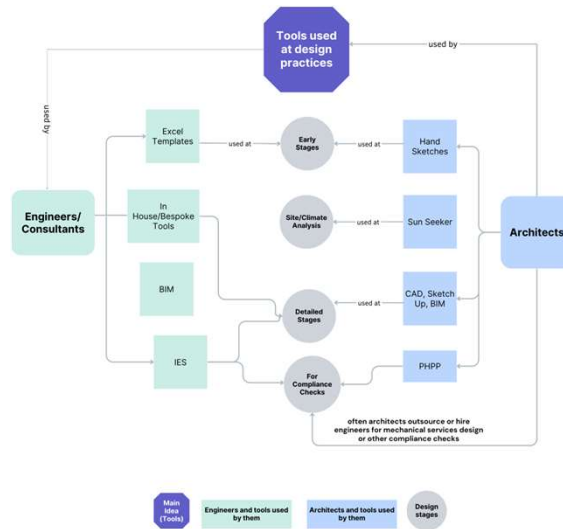 Tools used
at design
practices
used by
used by
Excel
Templates
used at
Early
Stages
used at
Hand
Sketches
Engineers/
Consultants
In
House/Bespoke
Tools
Site/Climate
Analysis
used at
Sun Seeker
Architects
BIM
Detailed
Stages
used at
CAD, Sketch
Up, BIM
IES
For
Compliance
Checks
PHPP
often architects outsource or hire
engineers for mechanical services design
or other compliance checks
Main
Idea
(Tools)
Engineers and tools used
by them
Architects and tools used
by them
Design
stages